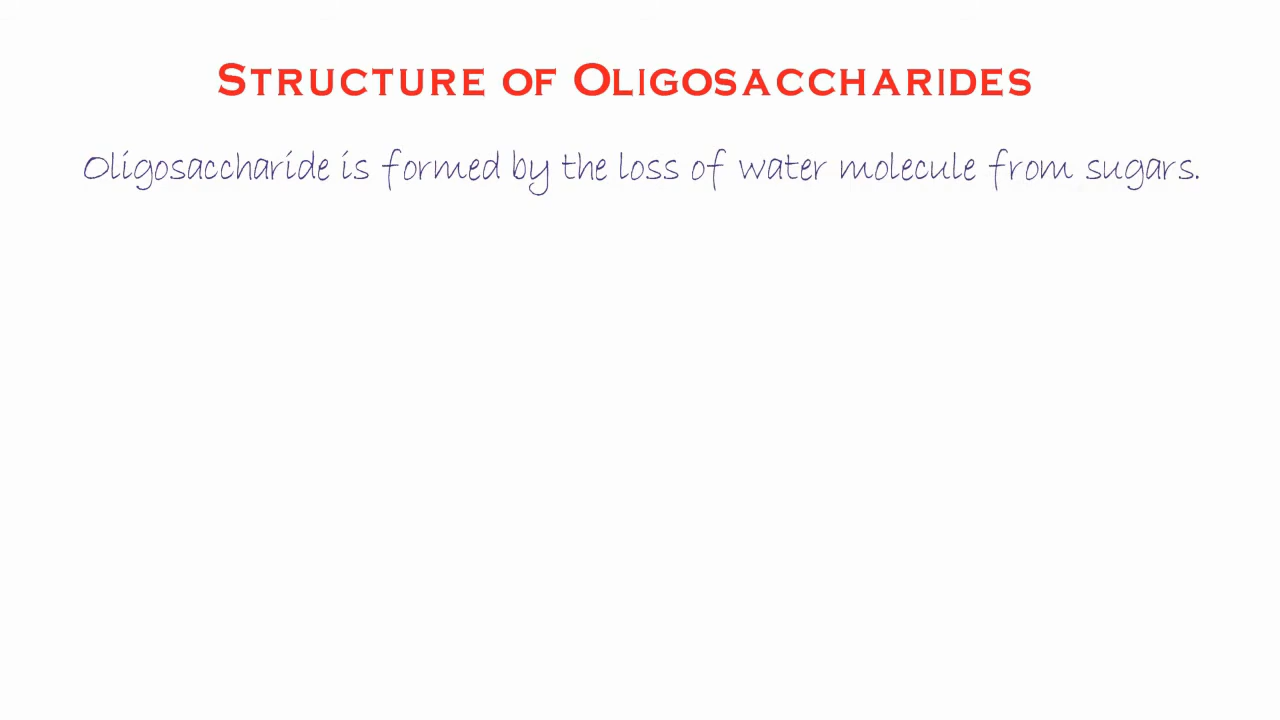 Structure of Oligosaccharides
Oligosaccharide is formed by the loss of water molecule from sugars.